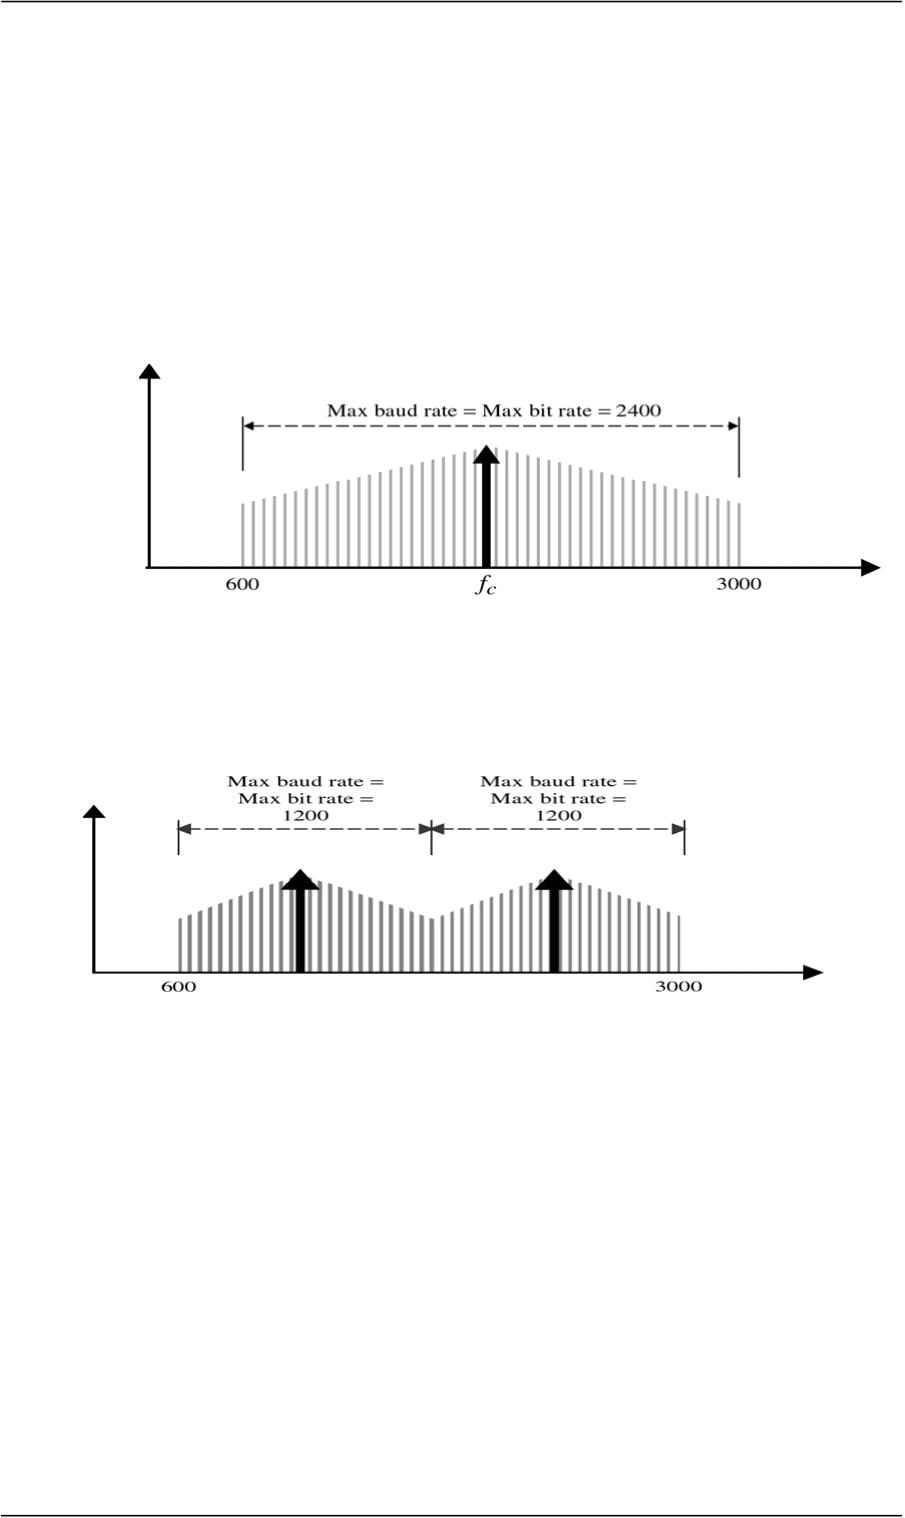 Max baud rate = Max bit rate = 2400
600
fc
3000
Max baud rate =
Max bit rate =
1200
Max baud rate =
Max bit rate =
1200
600
3000